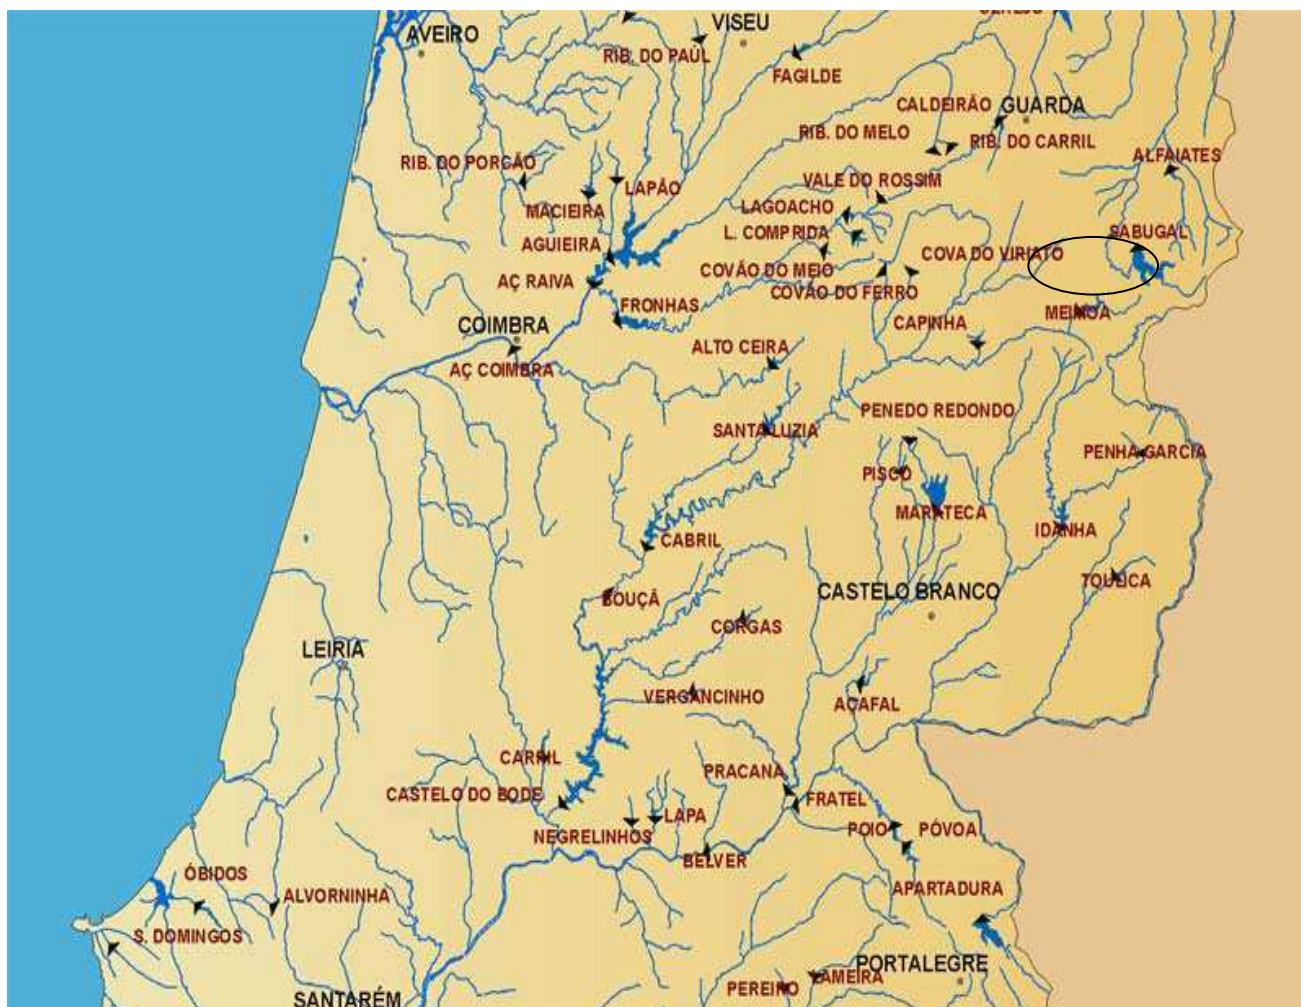 VISEU
AVEIRO
RIB. DO PAÚL
FAGILDE
CALDEIRÃO
GUARDA
RIB. DO MELO
RIB. DO CARRIL
RIB. DO PORCÃO
ALFAIATES
LAPÃO
VALE DO ROSSIM
MACIEIRA
LAGOACHO
L. COMPRIDA
SABUGAL
AGUIEIRA
COVA DO VIRIATO
COVÃO DO MEIO
AÇ RAIVA
COVÃO DO FERRO
FRONHAS
MEIMOA
COIMBRA
CAPINHA
ALTO CEIRA
AÇ COIMBRA
PENEDO REDONDO
SANTA LUZIA
PENHA GARCIA
PISCO
MARATECA
IDANHA
CABRIL
TOULICA
CASTELO BRANCO
BOUÇÃ
CORGAS
LEIRIA
VERGANCINHO
AÇAFAL
CARRIL
PRACANA
CASTELO DO BODE
FRATEL
LAPA
NEGRELINHOS
POIO
PÓVOA
BELVER
ÓBIDOS
ALVORNINHA
APARTADURA
S. DOMINGOS
PORTALEGRE
LAMEIRA
PEREIRO
SANTARÉM